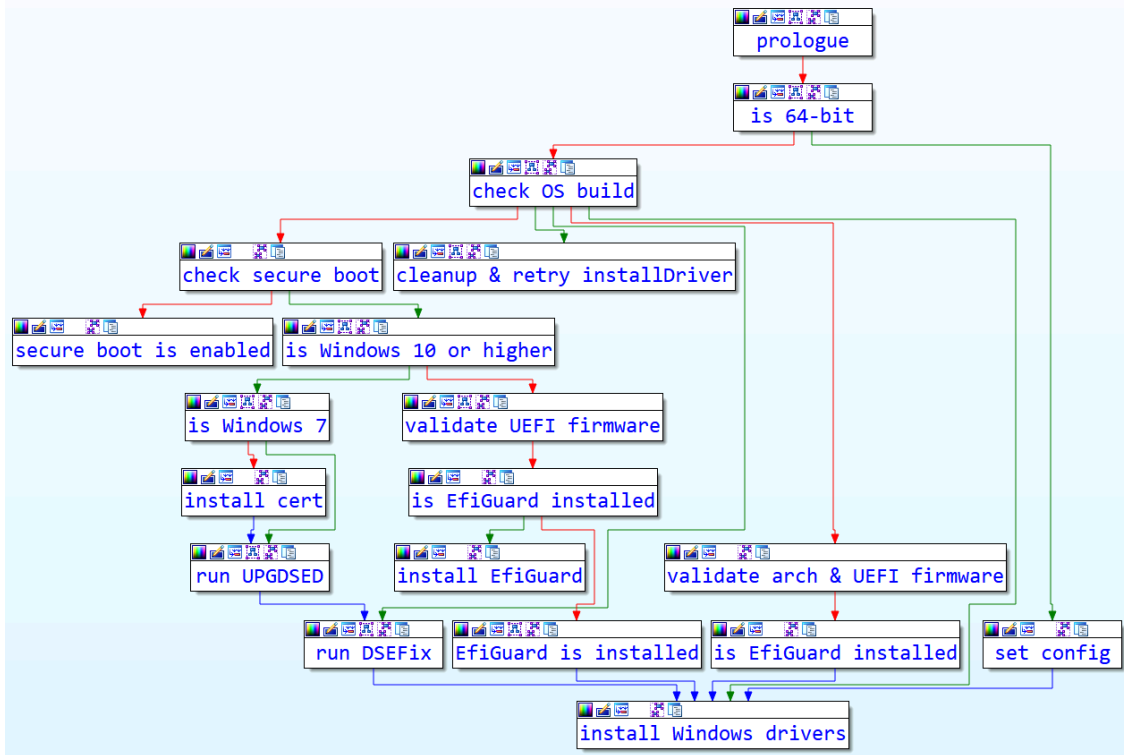 prologue
is 64-bit
check OS build
check secure boot
cleanup & retry installDriver
secure boot is enabled
is Windows 10 or higher
is Windows 7
validate UEFI firmware
install cert
is EfiGuard installed
run UPGDSED
install EfiGuard
validate arch & UEFI firmware
run DSEFix
EfiGuard is installed
is EfiGuard installed
set config
install Windows drivers